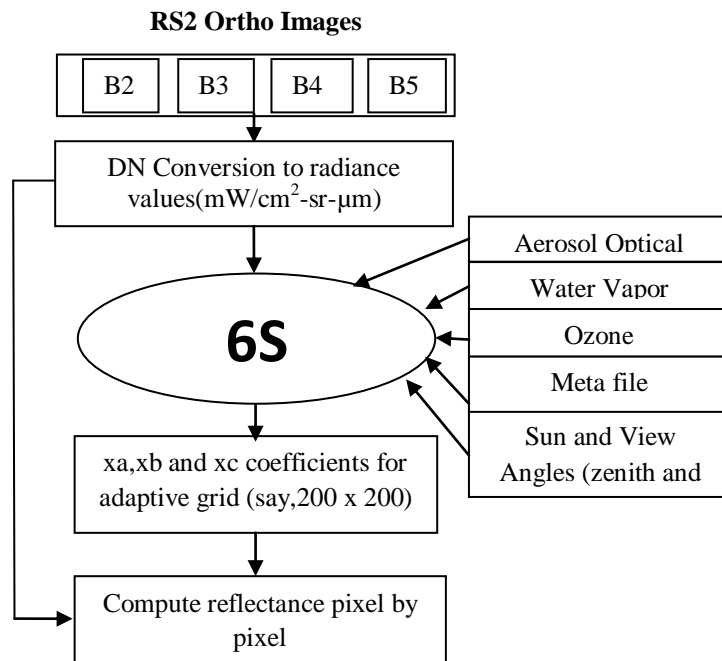 RS2 Ortho Images
B2 B3 B4 B5
DN Conversion to radiance
values(mW/cm²-sr-µm)
Aerosol Optical
Water Vapor
Ozone
Meta file
Sun and View
Angles (zenith and
6S
xa,xb and xc coefficients for
adaptive grid (say,200 x 200)
Compute reflectance pixel by
pixel